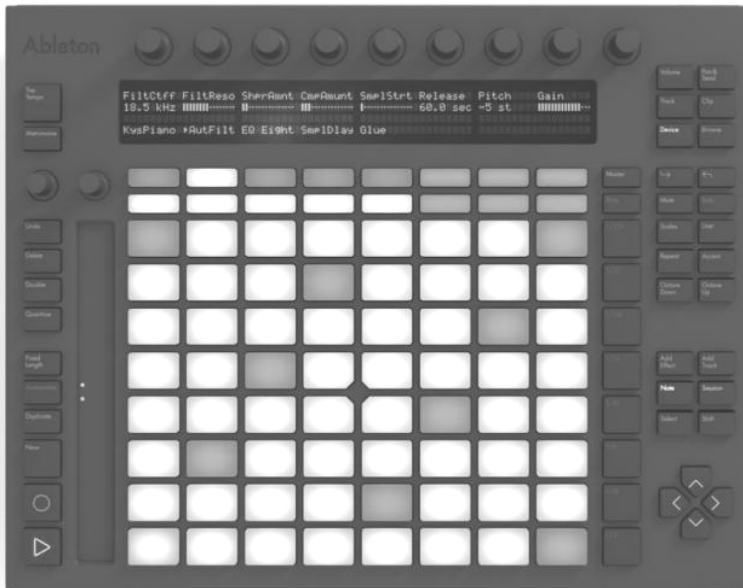 Ableton
FiltCtff FiltReso ShprAmnt CmrAmunt SmplStrt Release Pitch Gain
18.5 kHz 60.0 sec -5 st
KysPiano ▸AutFilt EQ Eight SmplDlay Glue
Tap Tempo
Metronome
Undo
Delete
Double
Quantize
Fixed Length
Automation
Duplicate
New
Master
Volume
Pan & Send
Track
Clip
Device
Browse
Mute
Solo
Scales
User
Repeat
Accent
Octave Down
Octave Up
Add Effect
Add Track
Note
Session
Select
Shift